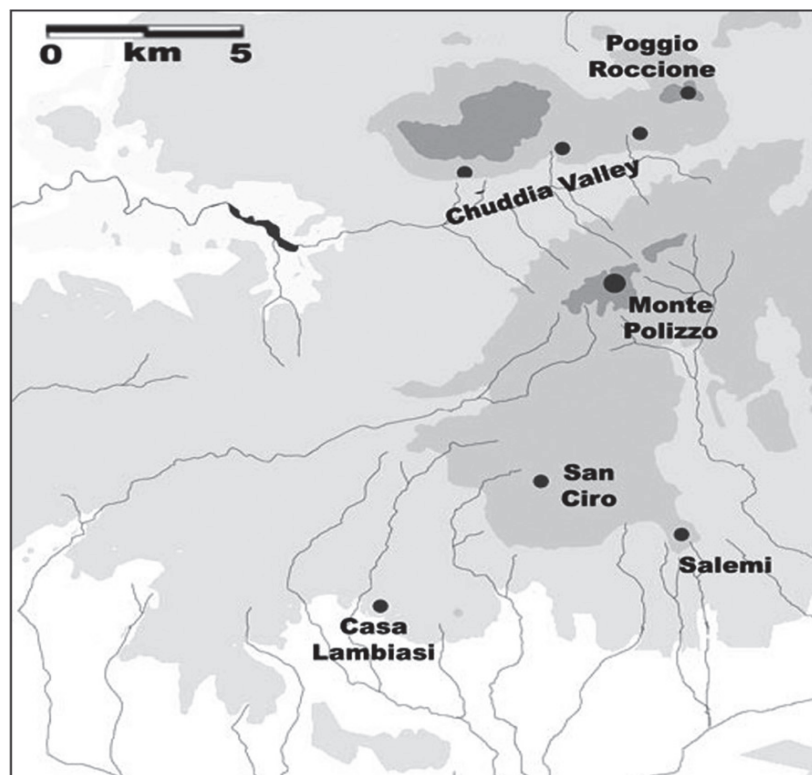 0 km 5
Poggio
Roccione
Chuddia Valley
Monte
Polizzo
San
Ciro
Salemi
Casa
Lambiasi